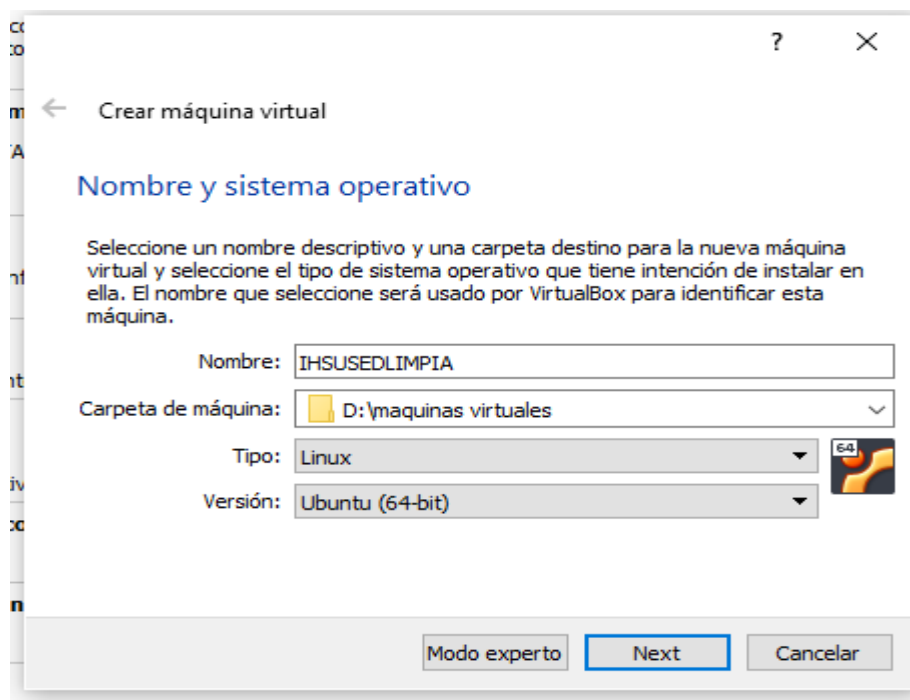 ?
Crear máquina virtual
Nombre y sistema operativo
Seleccione un nombre descriptivo y una carpeta destino para la nueva máquina
virtual y seleccione el tipo de sistema operativo que tiene intención de instalar en
ella. El nombre que seleccione será usado por VirtualBox para identificar esta
máquina.
Nombre: IHSUSEDLIMPIA
Carpeta de máquina: D:\maquinas virtuales
Tipo: Linux
64
Versión: Ubuntu (64-bit)
Modo experto Next Cancelar